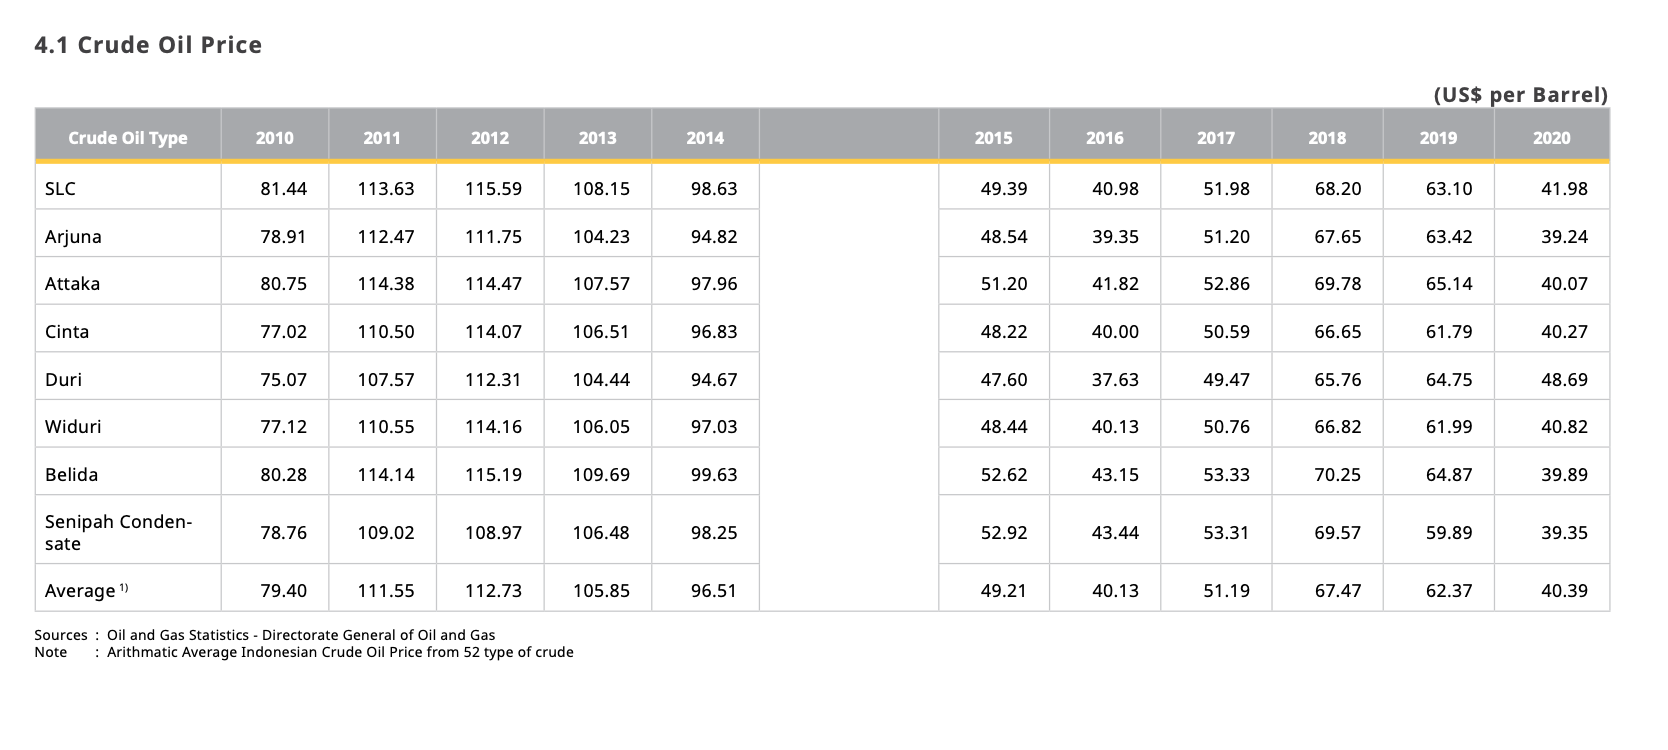 4.1 Crude Oil Price
(US$ per Barrel)
Crude Oil Type 2010 2011 2012 2013 2014 2015 2016 2017 2018 2019 2020
SLC 81.44 113.63 115.59 108.15 98.63 49.39 40.98 51.98 68.20 63.10 41.98
Arjuna 78.91 112.47 111.75 104.23 94.82 48.54 39.35 51.20 67.65 63.42 39.24
Attaka 80.75 114.38 114.47 107.57 97.96 51.20 41.82 52.86 69.78 65.14 40.07
Cinta 77.02 110.50 114.07 106.51 96.83 48.22 40.00 50.59 66.65 61.79 40.27
Duri 75.07 107.57 112.31 104.44 94.67 47.60 37.63 49.47 65.76 64.75 48.69
Widuri 77.12 110.55 114.16 106.05 97.03 48.44 40.13 50.76 66.82 61.99 40.82
Belida 80.28 114.14 115.19 109.69 99.63 52.62 43.15 53.33 70.25 64.87 39.89
Senipah Conden-
sate 78.76 109.02 108.97 106.48 98.25 52.92 43.44 53.31 69.57 59.89 39.35
Average 1) 79.40 111.55 112.73 105.85 96.51 49.21 40.13 51.19 67.47 62.37 40.39
Sources : Oil and Gas Statistics - Directorate General of Oil and Gas
Note : Arithmatic Average Indonesian Crude Oil Price from 52 type of crude